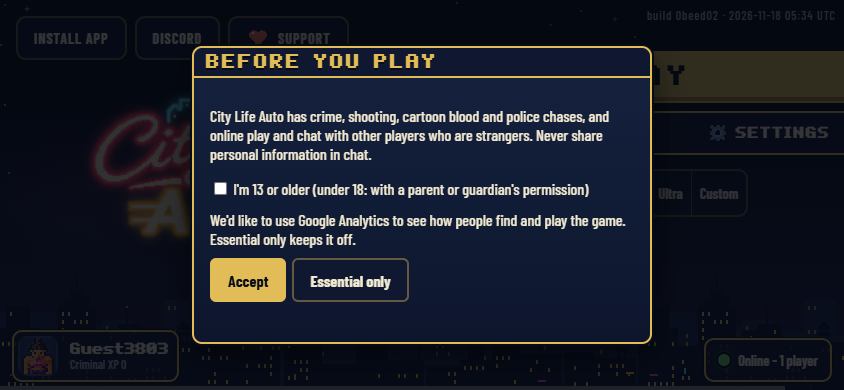 build 0beed02 · 2026-11-18 05:34 UTC
INSTALL APP
DISCORD
SUPPORT
BEFORE YOU PLAY
City Life Auto has crime, shooting, cartoon blood and police chases, and
online play and chat with other players who are strangers. Never share
personal information in chat.
I'm 13 or older (under 18: with a parent or guardian's permission)
We'd like to use Google Analytics to see how people find and play the game.
Essential only keeps it off.
Accept
Essential only
SETTINGS
Ultra
Custom
Guest3803
Criminal XP 0
Online - 1 player